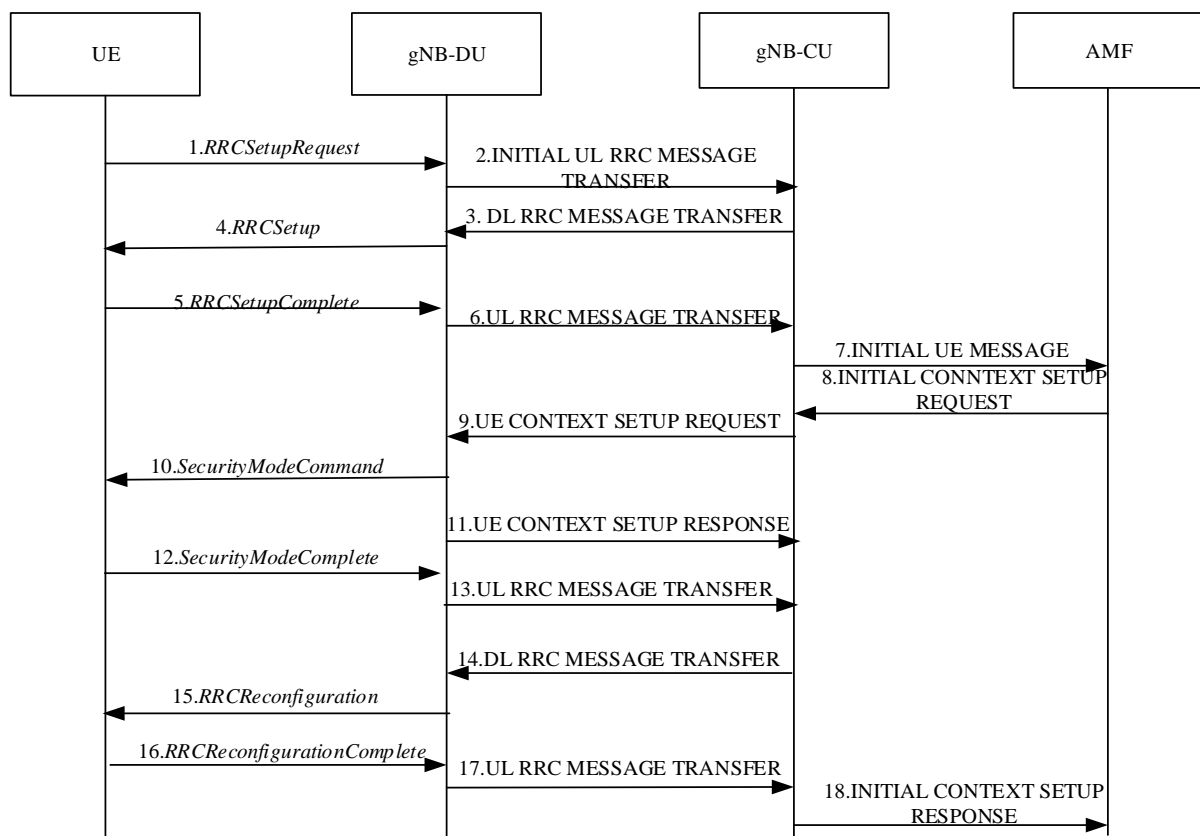 UE
gNB-DU
gNB-CU
AMF
1.RRCSetupRequest
2.INITIAL UL RRC MESSAGE
TRANSFER
3. DL RRC MESSAGE TRANSFER
4.RRCSetup
5.RRCSetupComplete
6.UL RRC MESSAGE TRANSFER
7.INITIAL UE MESSAGE
8.INITIAL CONNTEXT SETUP
REQUEST
9.UE CONTEXT SETUP REQUEST
10.SecurityModeCommand
11.UE CONTEXT SETUP RESPONSE
12.SecurityModeComplete
13.UL RRC MESSAGE TRANSFER
14.DL RRC MESSAGE TRANSFER
15.RRCReconfiguration
16.RRCReconfigurationComplete
17.UL RRC MESSAGE TRANSFER
18.INITIAL CONTEXT SETUP
RESPONSE